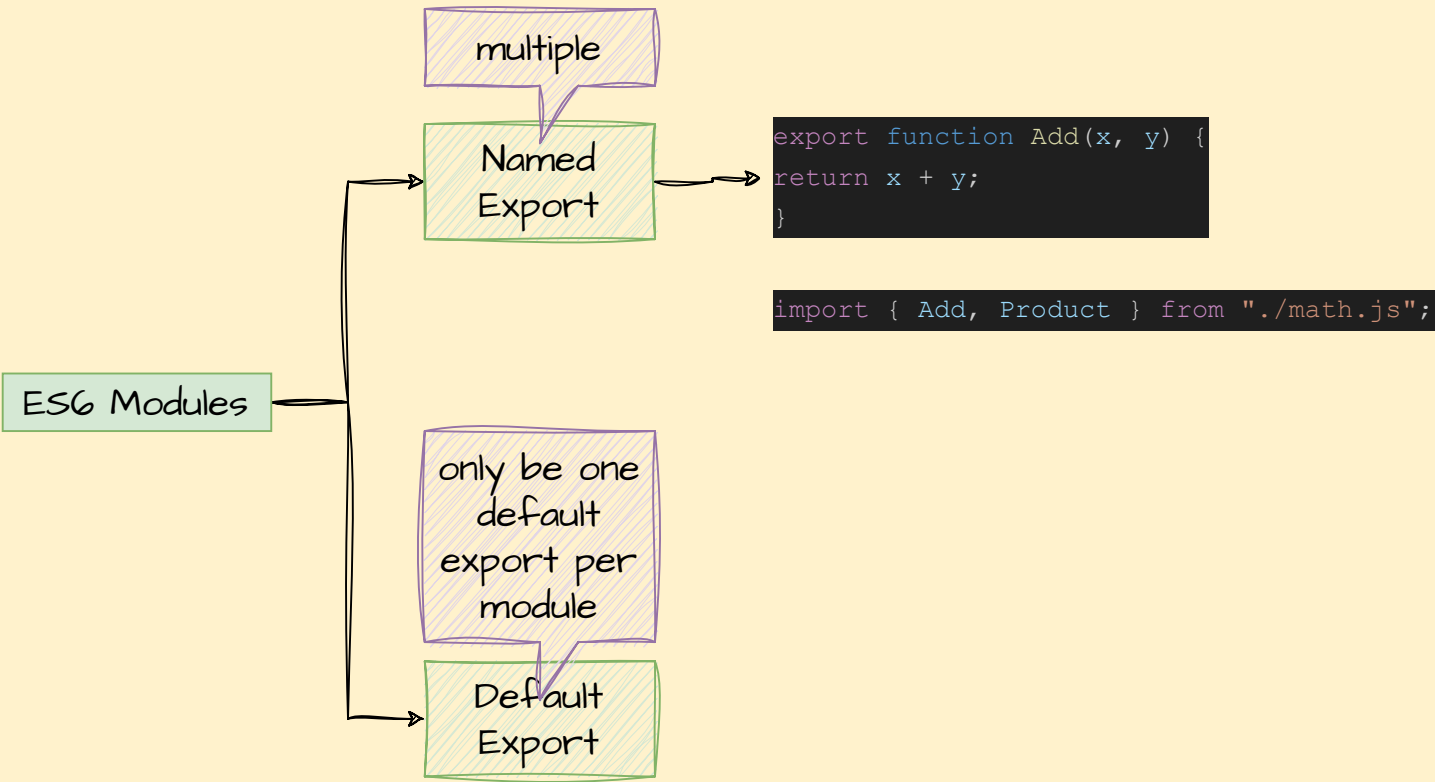 multiple
Named
Export
export function Add(x, y) {
return x + y;
}
import { Add, Product } from "./math.js";
ES6 Modules
only be one
default
export per
module
Default
Export